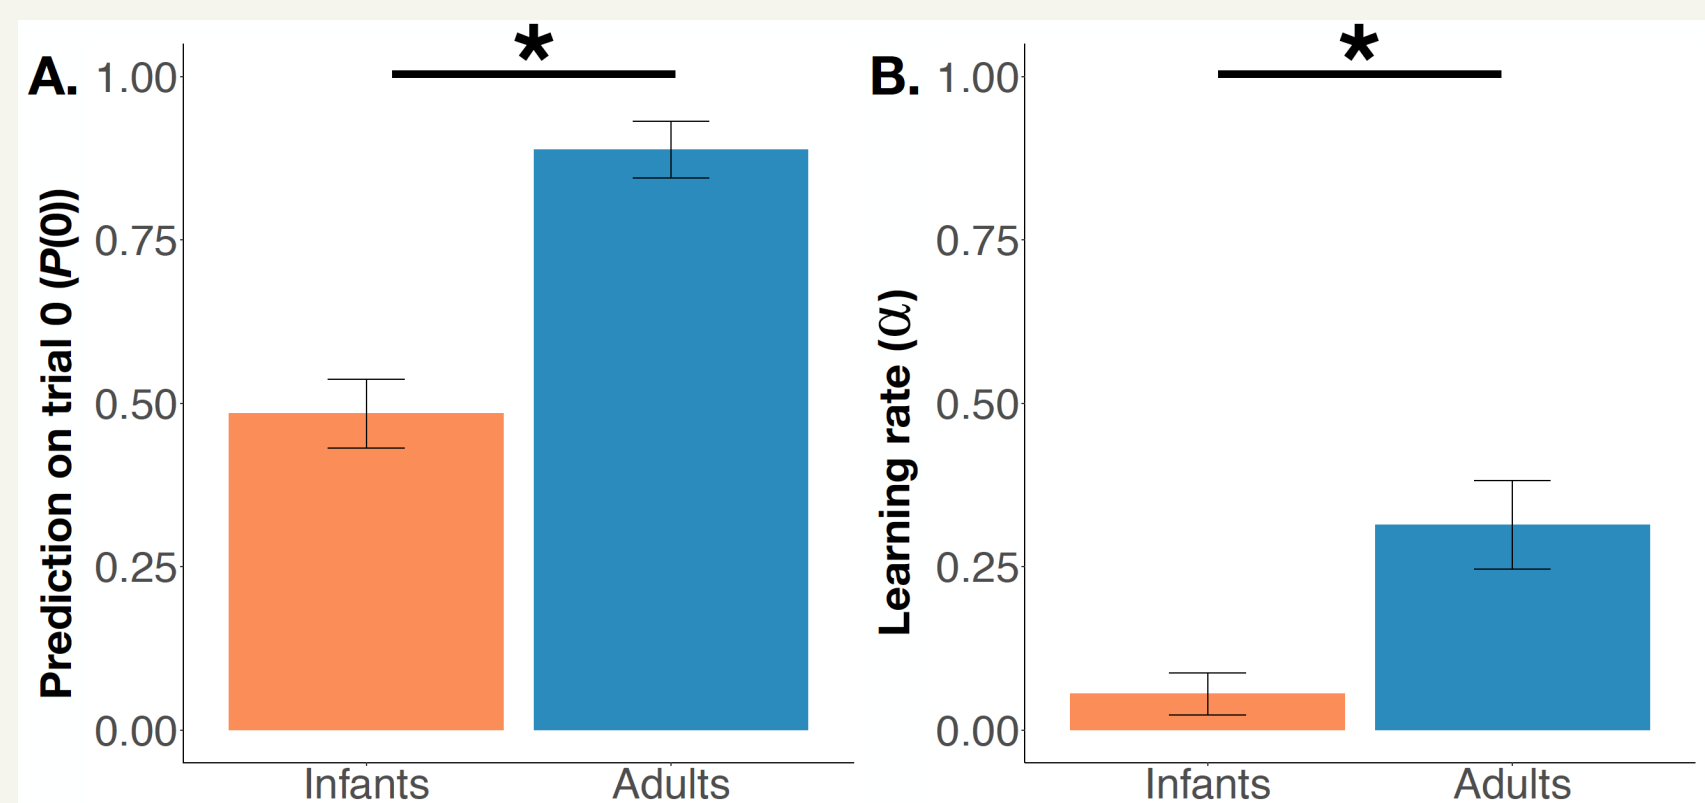 A.
*
Prediction on trial 0 (P(0))
1.00
0.75
0.50
0.25
0.00
Infants Adults
B.
*
Learning rate (α)
1.00
0.75
0.50
0.25
0.00
Infants Adults